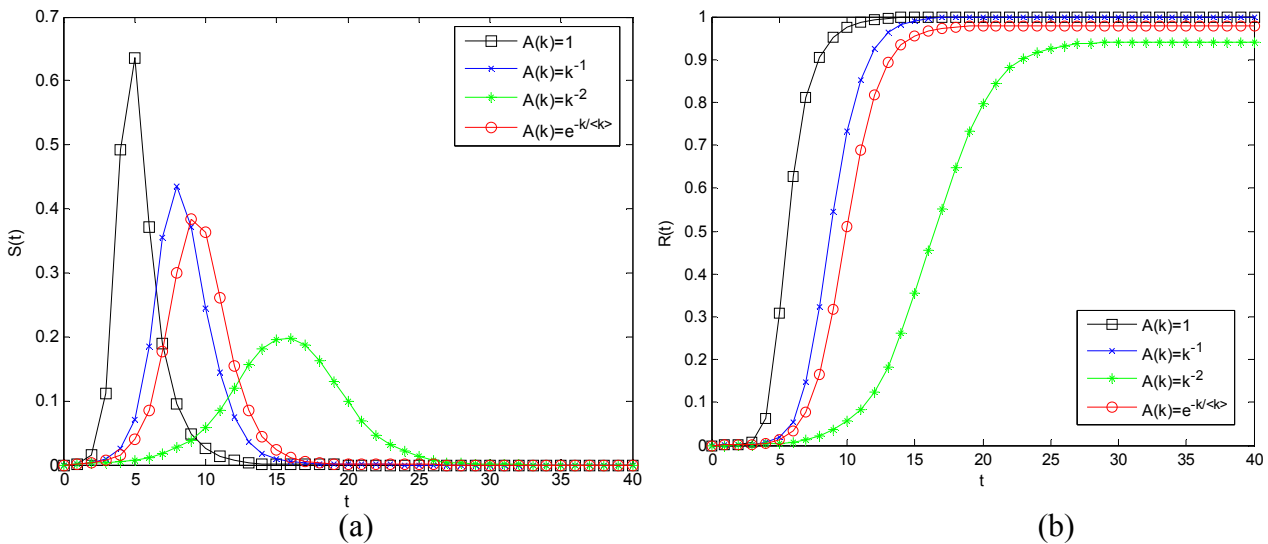 0.7
0.6
0.5
0.4
0.3
0.2
0.1
0
S(t)
0 5 10 15 20 25 30 35 40
t
A(k)=1
A(k)=k⁻¹
A(k)=k⁻²
A(k)=e^-k/<k>
(a)
1
0.9
0.8
0.7
0.6
0.5
0.4
0.3
0.2
0.1
0
R(t)
0 5 10 15 20 25 30 35 40
t
A(k)=1
A(k)=k⁻¹
A(k)=k⁻²
A(k)=e^-k/<k>
(b)